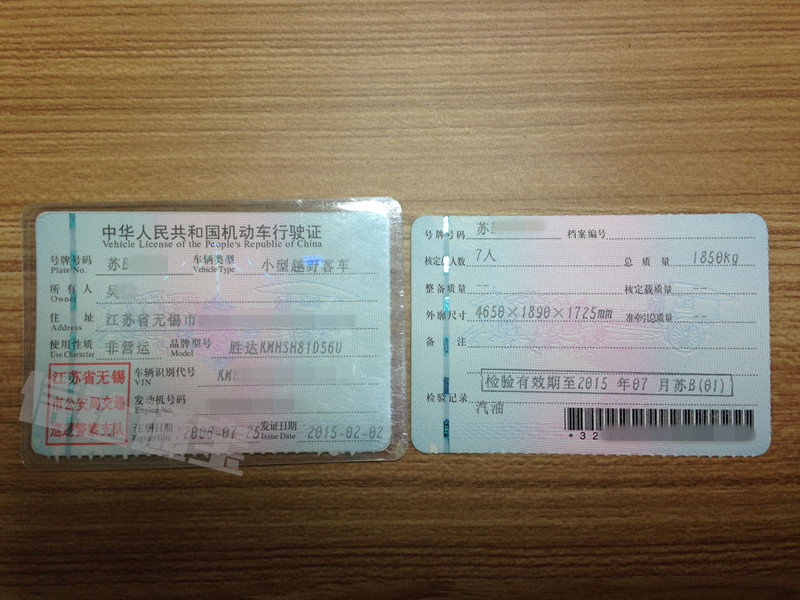 中华人民共和国机动车行驶证
Vehicle License of the People's Republic of China
号牌号码 苏B 车辆类型 小型越野客车
Plate No. Vehicle Type
所有人 吴
Owner
住 址 江苏省无锡市
Address
使用性质 非营运 品牌型号 胜达KMHSH81D56U
Use Character Model
江苏省无锡
市公安局交通
巡逻警察支队
车辆识别代号 KM
VIN
发动机号码
Engine No.
注册日期 2006-07-25 发证日期 2015-02-02
Register Date Issue Date
号牌号码 苏B 档案编号
核定人数 7人 总 质 量 1850kg
整备质量 -- 核定载质量 --
外廓尺寸 4650×1890×1725mm 准牵引总质量 --
备 注
检验有效期至2015 年07 月苏B(01)
检验记录
汽油
*32